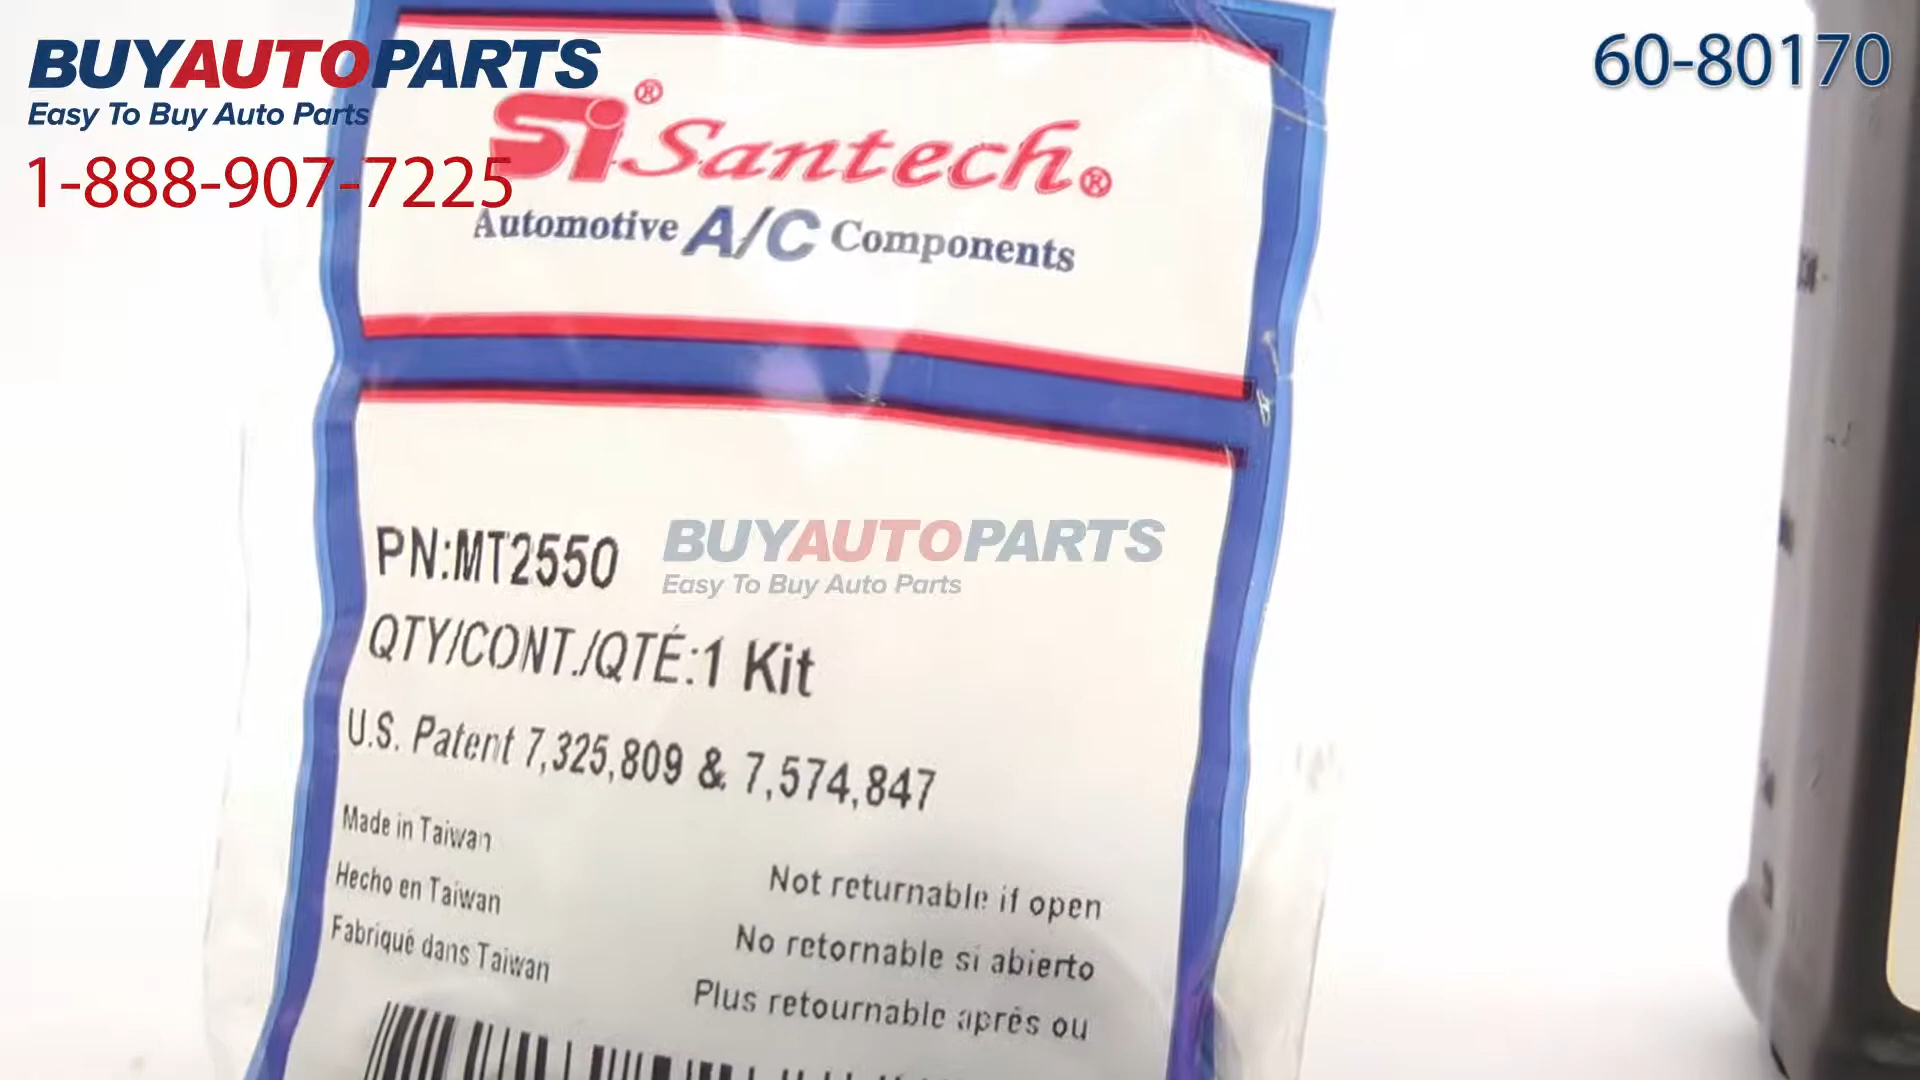 BUYAUTOPARTS
Easy To Buy Auto Parts
1-888-907-7225
60-80170
Si® Santech®
Automotive A/C Components
PN:MT2550
QTY/CONT./QTÉ:1 Kit
U.S. Patent 7,325,809 & 7,574,847
Made in Taiwan
Hecho en Taiwan
Fabriqué dans Taiwan
Not returnable if open
No retornable si abierto
Plus retournable après ou
BUYAUTOPARTS
Easy To Buy Auto Parts